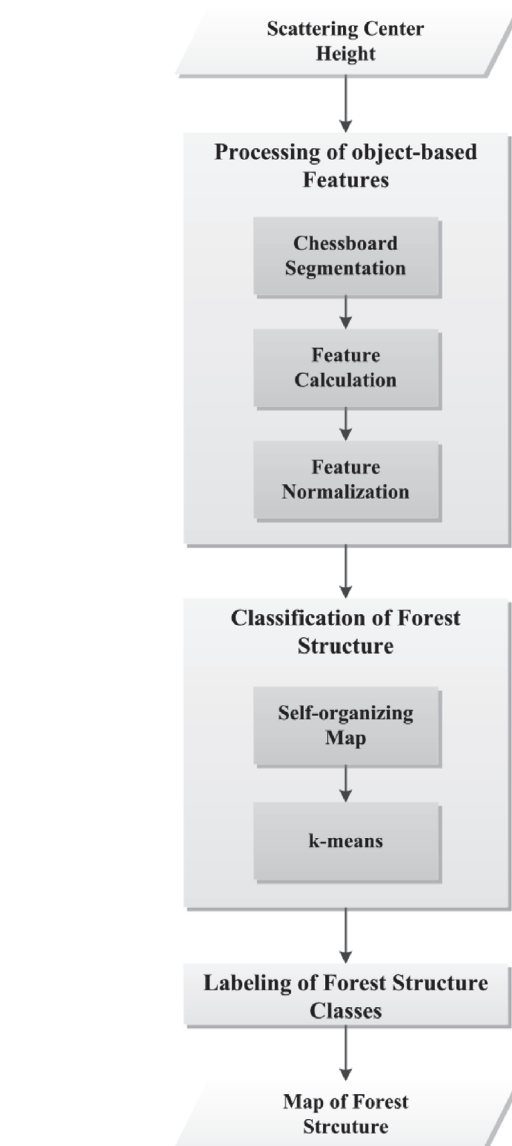 Scattering Center
Height
Processing of object-based
Features
Chessboard
Segmentation
Feature
Calculation
Feature
Normalization
Classification of Forest
Structure
Self-organizing
Map
k-means
Labeling of Forest Structure
Classes
Map of Forest
Strcuture